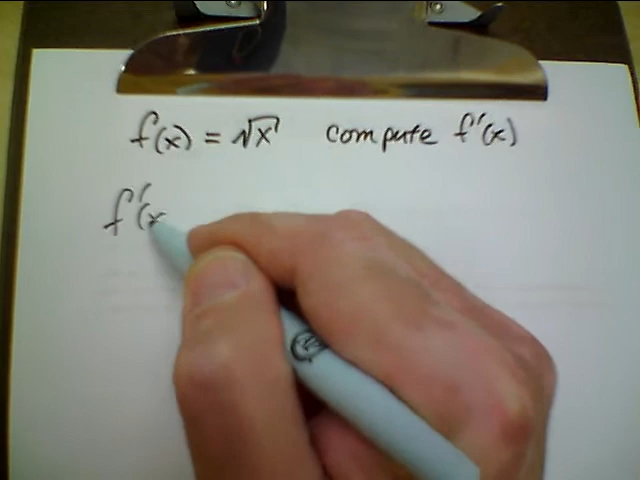 f(x) = √x compute f'(x)
f'(x